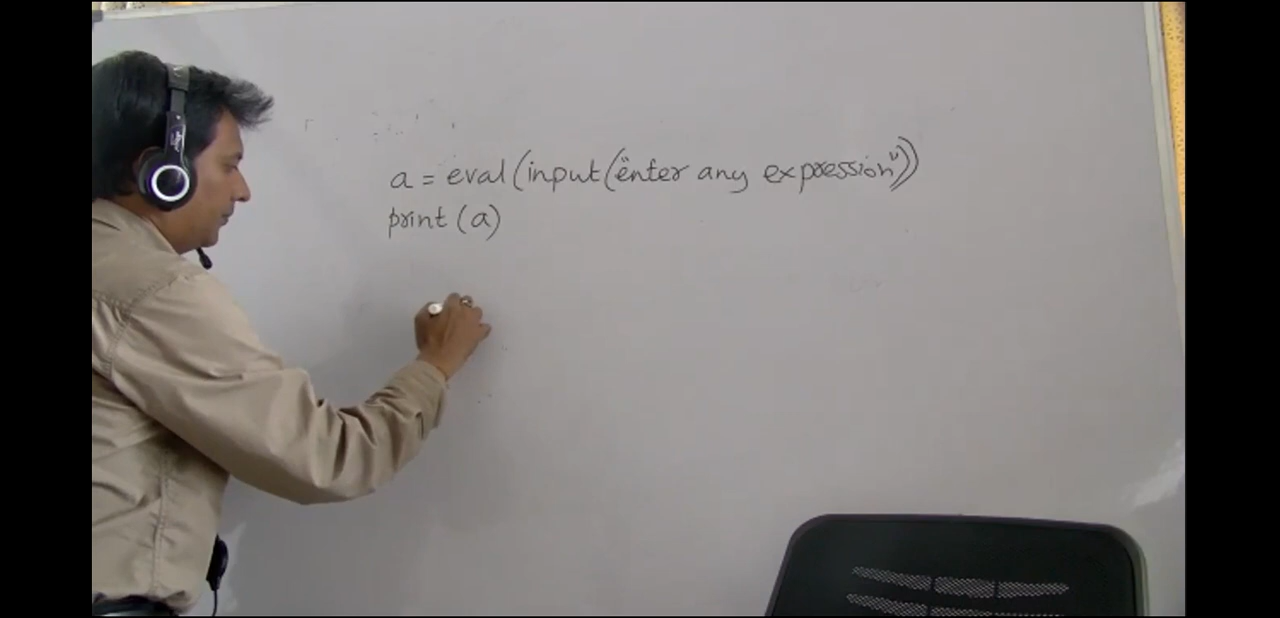 a = eval(input("enter any expression"))
print (a)